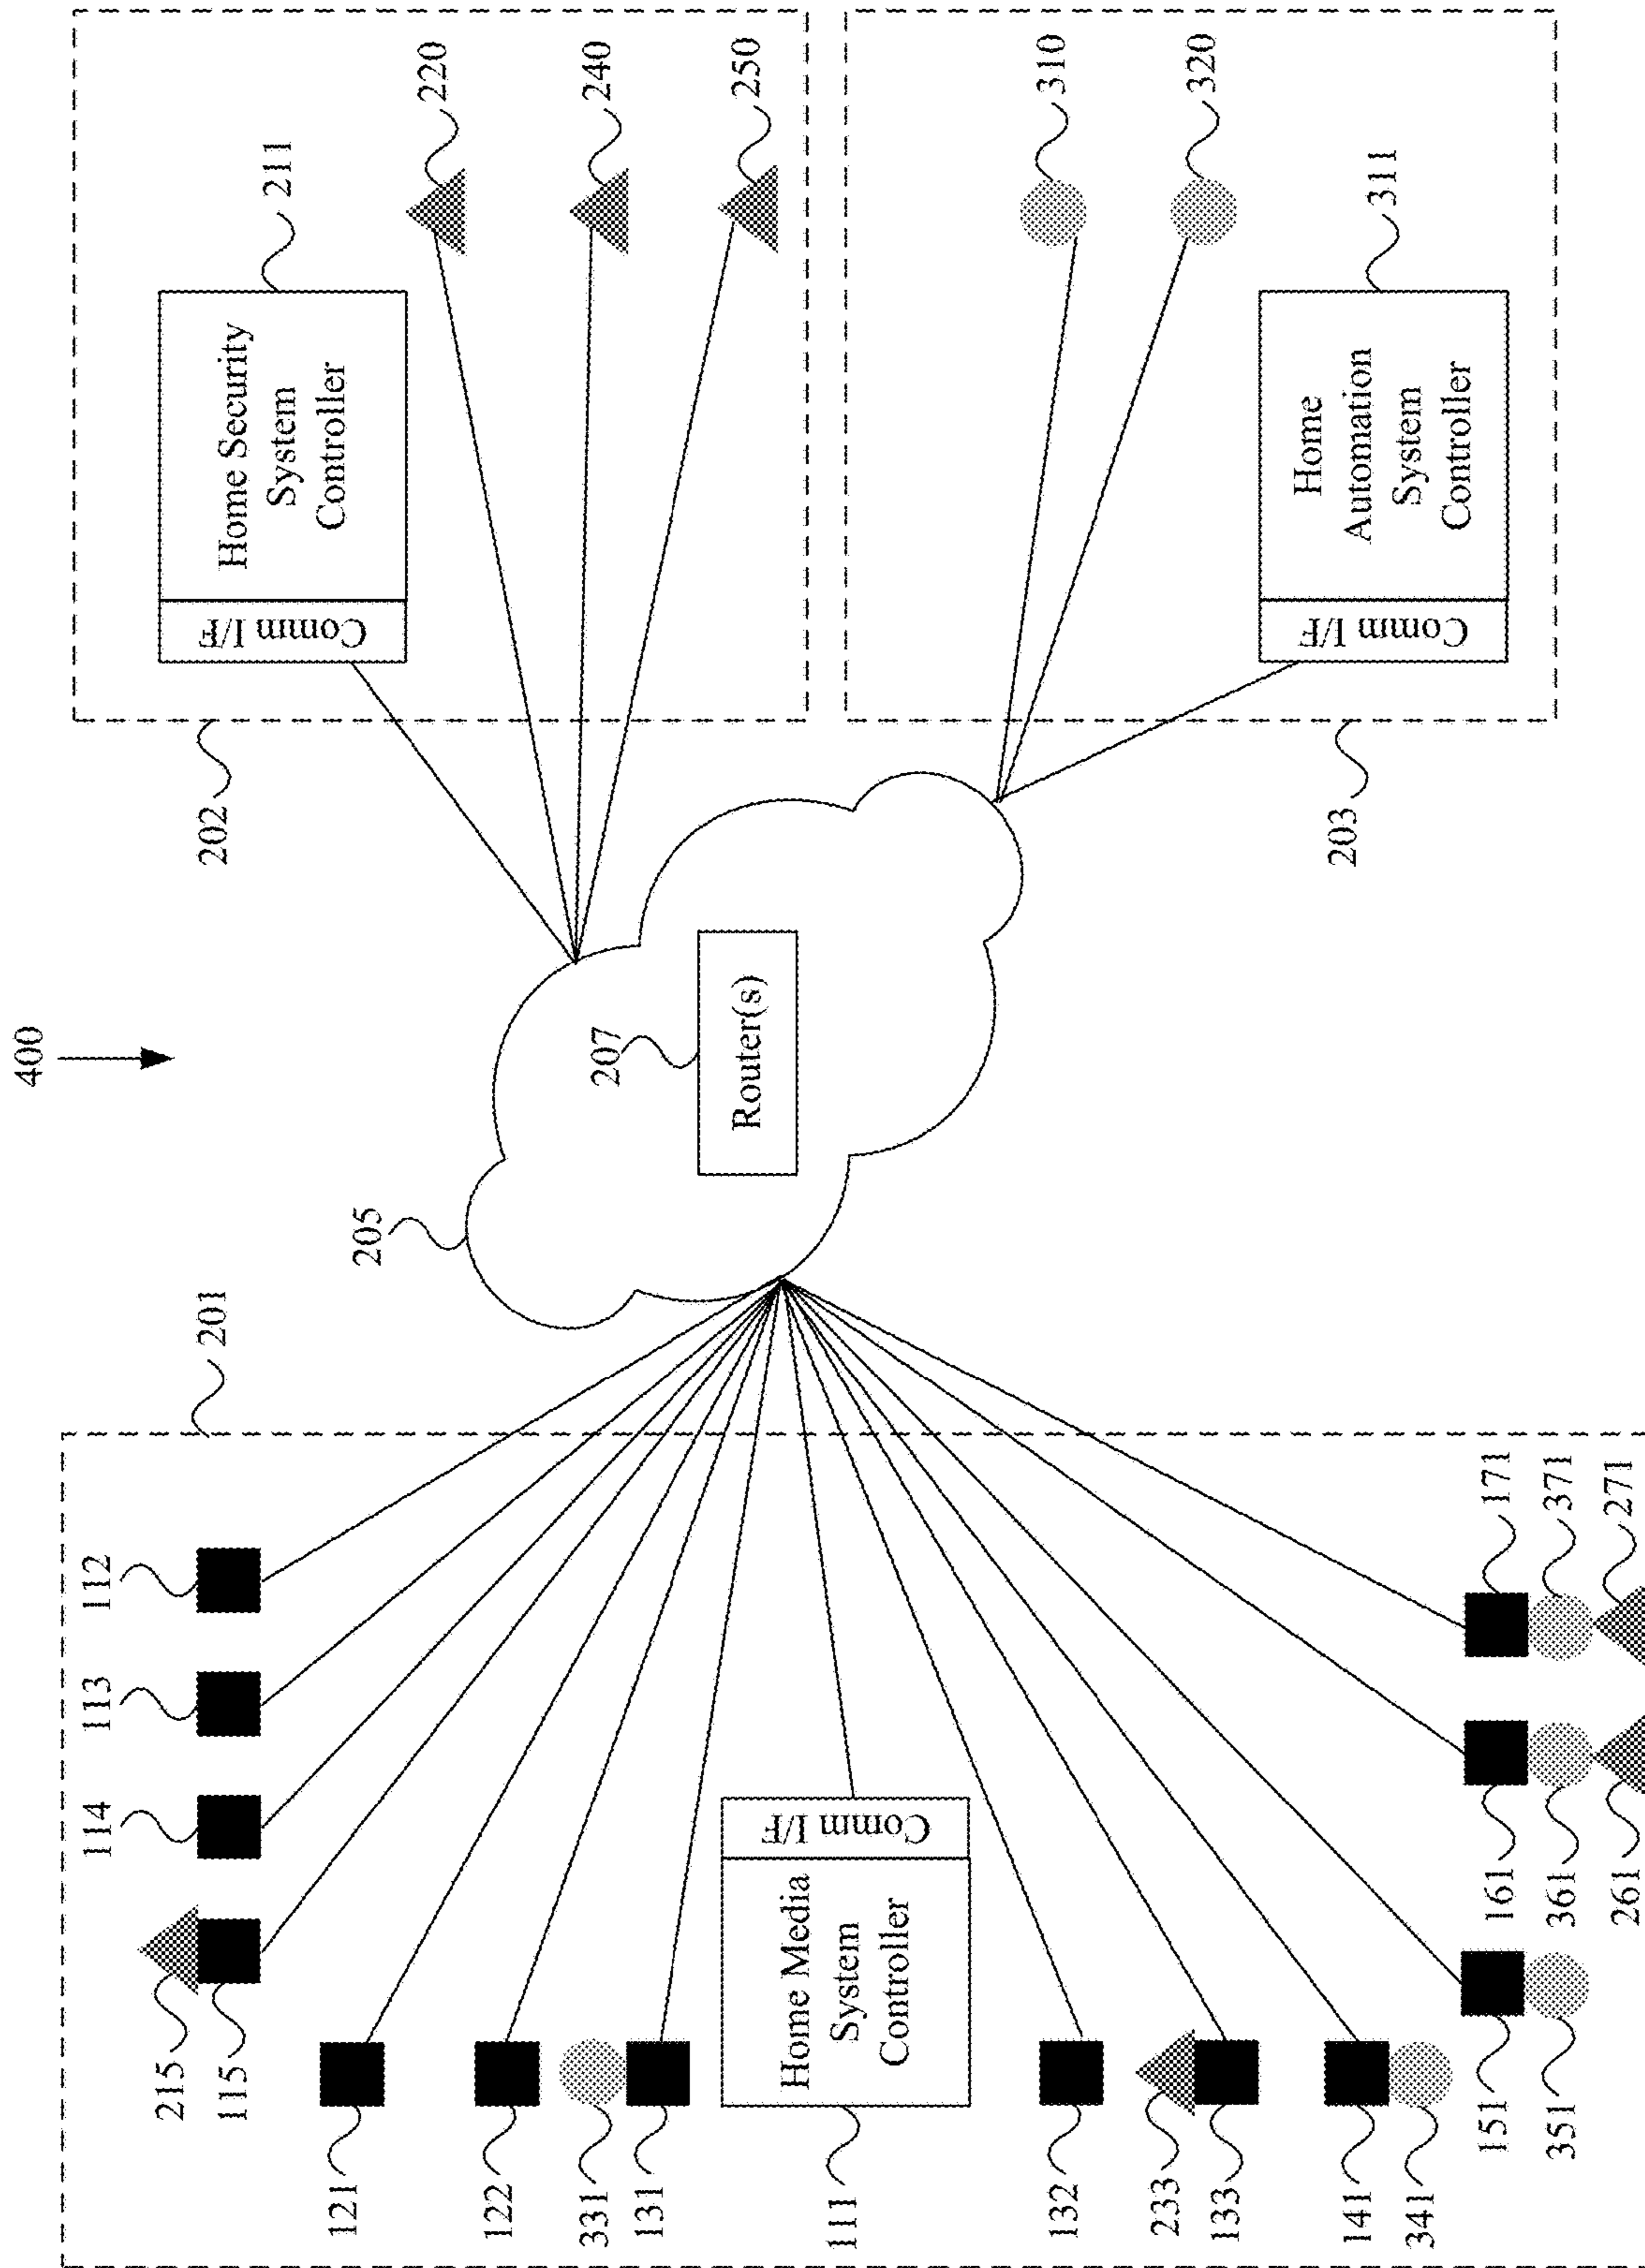 400
201
112
113
114
215
115
121
122
331
131
Home Media
System
Controller
Comm I/F
111
132
233
133
141
341
151
351
161
361
261
171
371
271
205
207
Router(s)
202
Comm I/F
Home Security
System
Controller
211
220
240
250
203
310
320
Comm I/F
Home
Automation
System
Controller
311